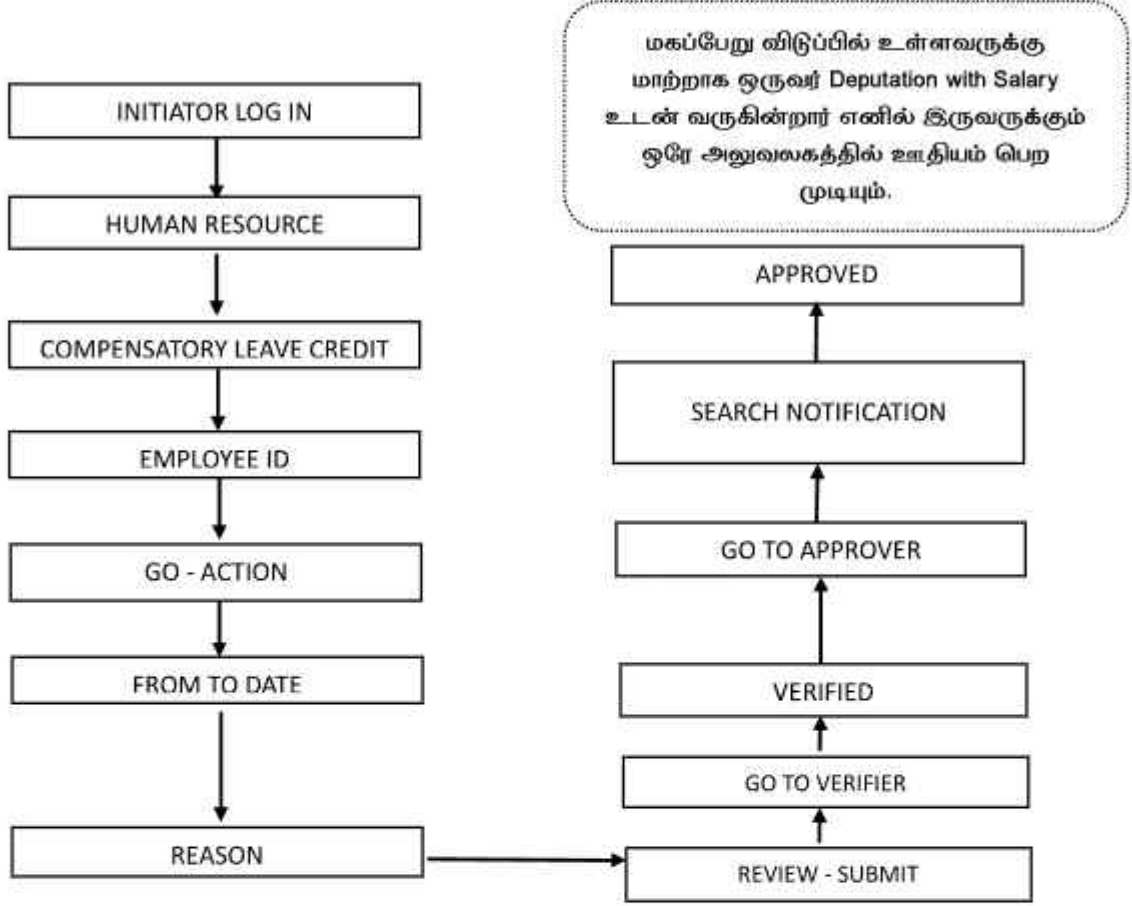 INITIATOR LOG IN
HUMAN RESOURCE
COMPENSATORY LEAVE CREDIT
EMPLOYEE ID
GO - ACTION
FROM TO DATE
REASON
REVIEW - SUBMIT
GO TO VERIFIER
VERIFIED
GO TO APPROVER
SEARCH NOTIFICATION
APPROVED
மகப்பேறு விடுப்பில் உள்ளவருக்கு
மாற்றாக ஒருவர் Deputation with Salary
உடன் வருகின்றார் எனில் இருவருக்கும்
ஒரே அலுவலகத்தில் ஊதியம் பெற
முடியும்.